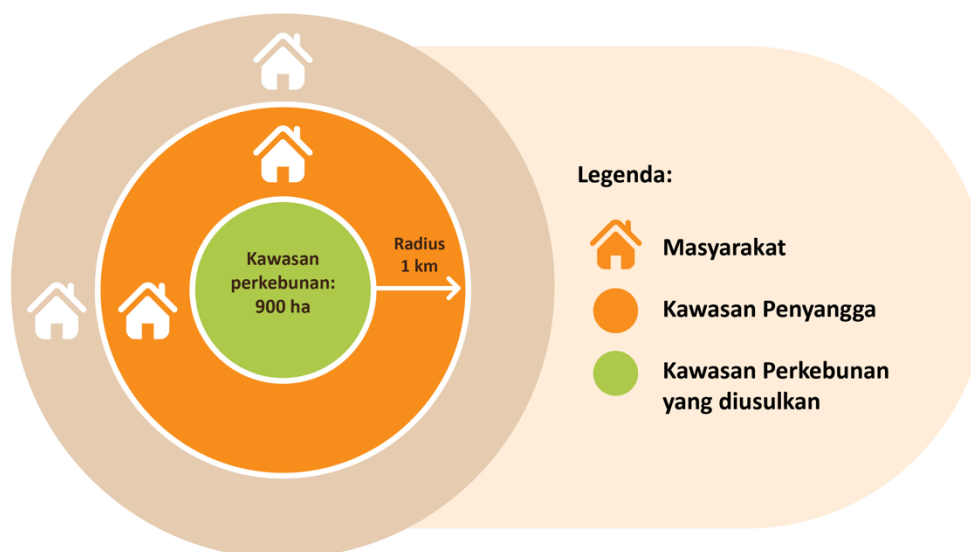 Kawasan
perkebunan:
900 ha
Radius
1 km
Legenda:
Masyarakat
Kawasan Penyangga
Kawasan Perkebunan
yang diusulkan